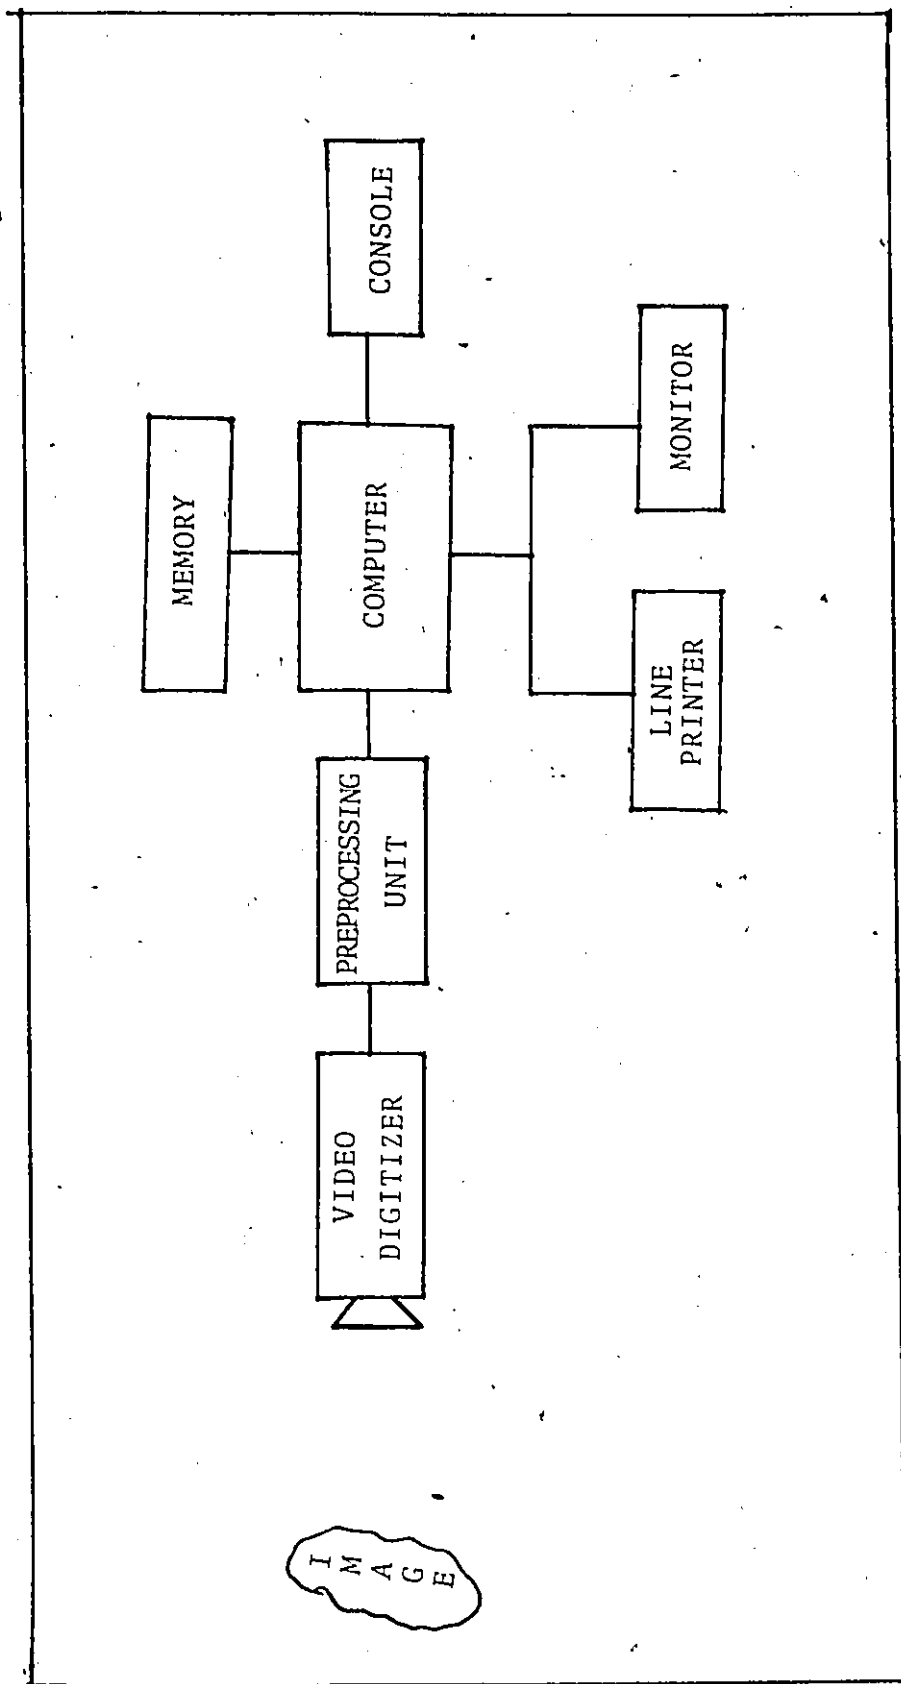 I
M
A
G
E
VIDEO
DIGITIZER
PREPROCESSING
UNIT
MEMORY
COMPUTER
CONSOLE
LINE
PRINTER
MONITOR